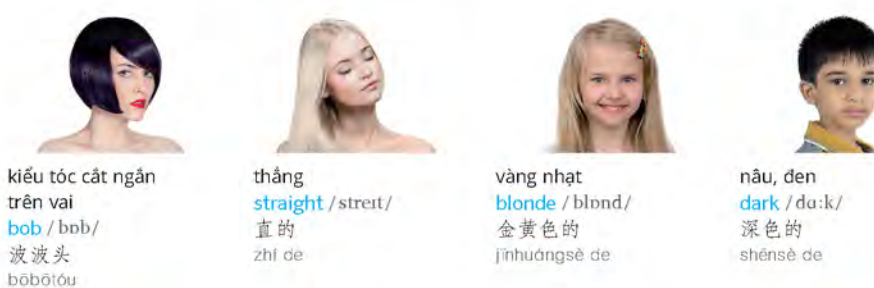 kiểu tóc cắt ngắn
trên vai
bob /bɒb/
波波头
bōbōtóu
thẳng
straight /streɪt/
直的
zhí de
vàng nhạt
blonde /blɒnd/
金黄色的
jīnhuángsè de
nâu, đen
dark /dɑːk/
深色的
shēnsè de